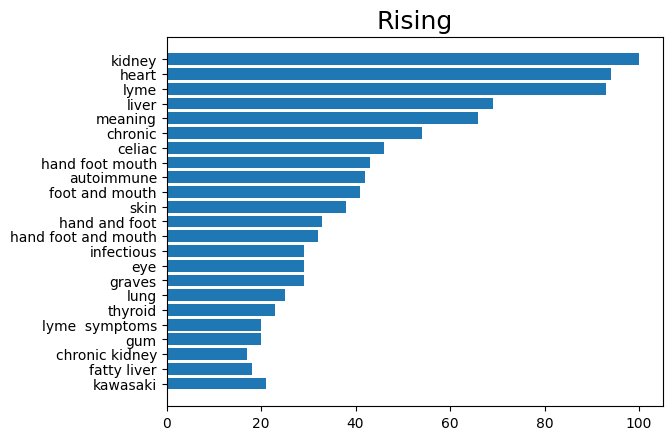 Rising
kidney
heart
lyme
liver
meaning
chronic
celiac
hand foot mouth
autoimmune
foot and mouth
skin
hand and foot
hand foot and mouth
infectious
eye
graves
lung
thyroid
lyme  symptoms
gum
chronic kidney
fatty liver
kawasaki
0 20 40 60 80 100